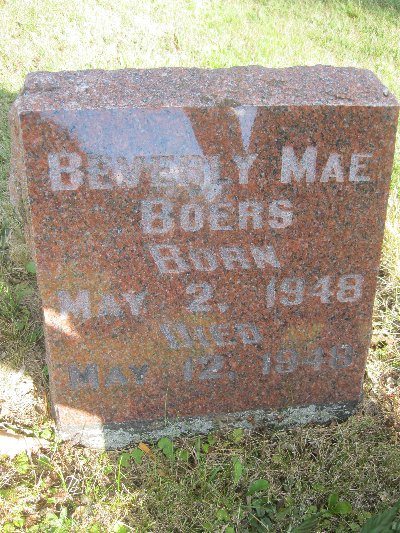 BEVERLY MAE
BOERS
BORN
MAY 2, 1948
DIED
MAY 12, 1948